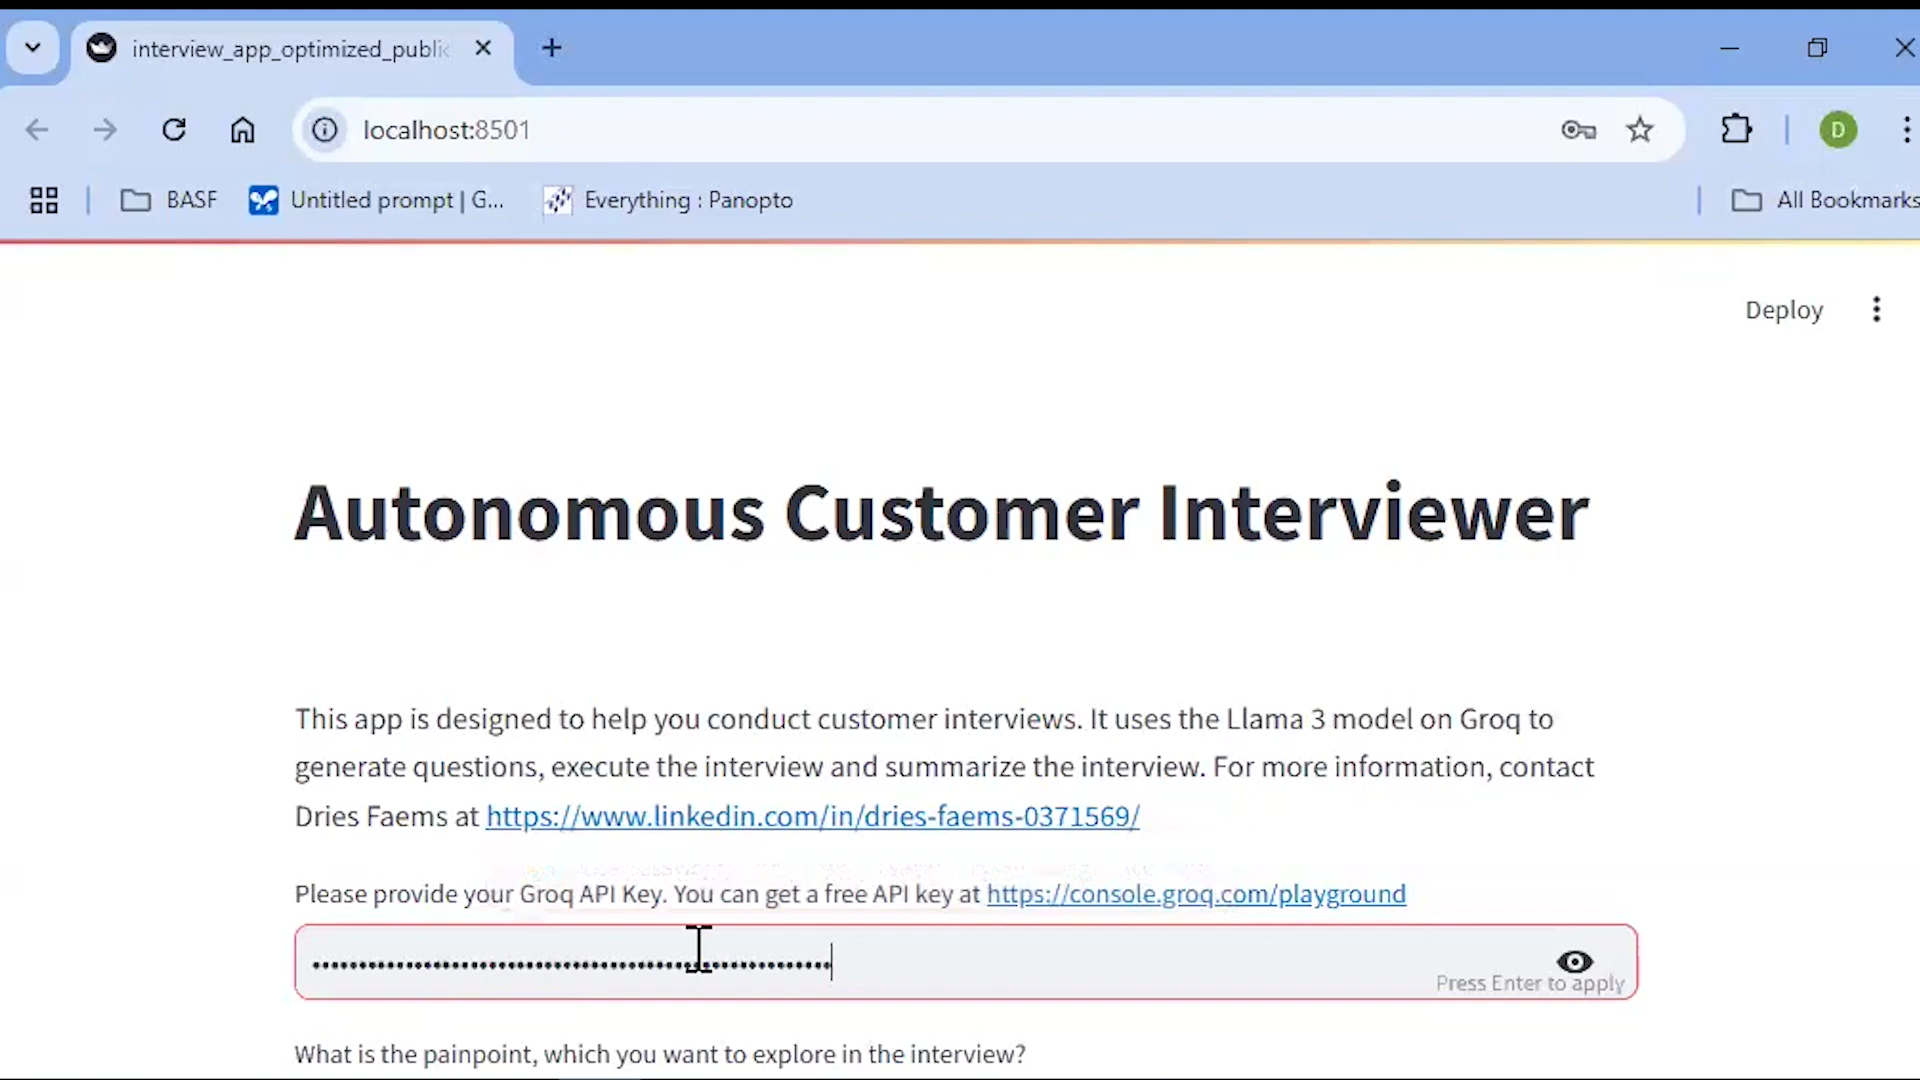 interview_app_optimized_public
localhost:8501
D
BASF
Untitled prompt | G...
Everything : Panopto
All Bookmarks
Deploy
Autonomous Customer Interviewer
This app is designed to help you conduct customer interviews. It uses the Llama 3 model on Groq to
generate questions, execute the interview and summarize the interview. For more information, contact
Dries Faems at https://www.linkedin.com/in/dries-faems-0371569/
Please provide your Groq API Key. You can get a free API key at https://console.groq.com/playground
Press Enter to apply
What is the painpoint, which you want to explore in the interview?